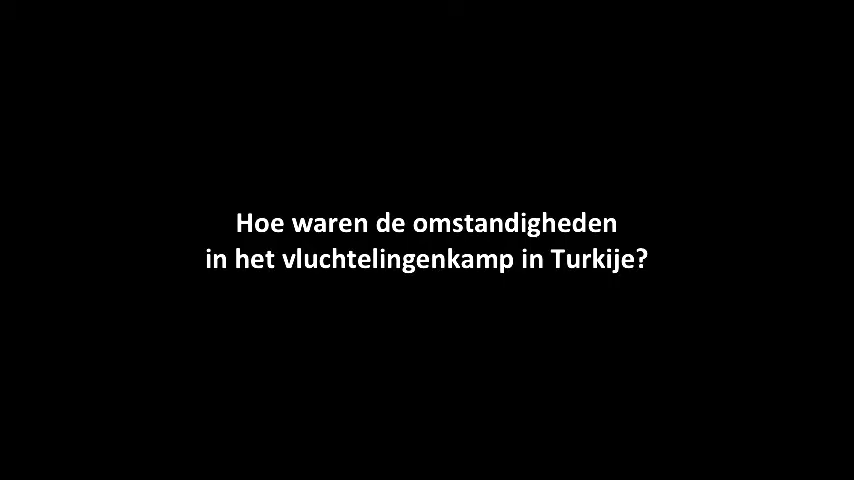 Hoe waren de omstandigheden
in het vluchtelingenkamp in Turkije?